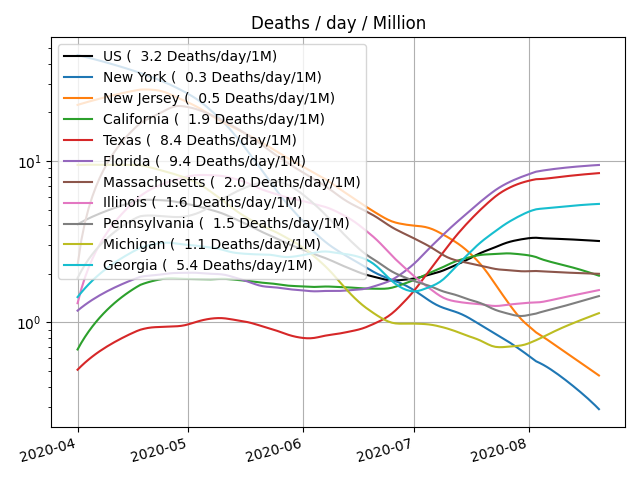 Deaths / day / Million
US (  3.2 Deaths/day/1M)
New York (  0.3 Deaths/day/1M)
New Jersey (  0.5 Deaths/day/1M)
California (  1.9 Deaths/day/1M)
Texas (  8.4 Deaths/day/1M)
Florida (  9.4 Deaths/day/1M)
Massachusetts (  2.0 Deaths/day/1M)
Illinois (  1.6 Deaths/day/1M)
Pennsylvania (  1.5 Deaths/day/1M)
Michigan (  1.1 Deaths/day/1M)
Georgia (  5.4 Deaths/day/1M)
10¹
10⁰
2020-04 2020-05 2020-06 2020-07 2020-08